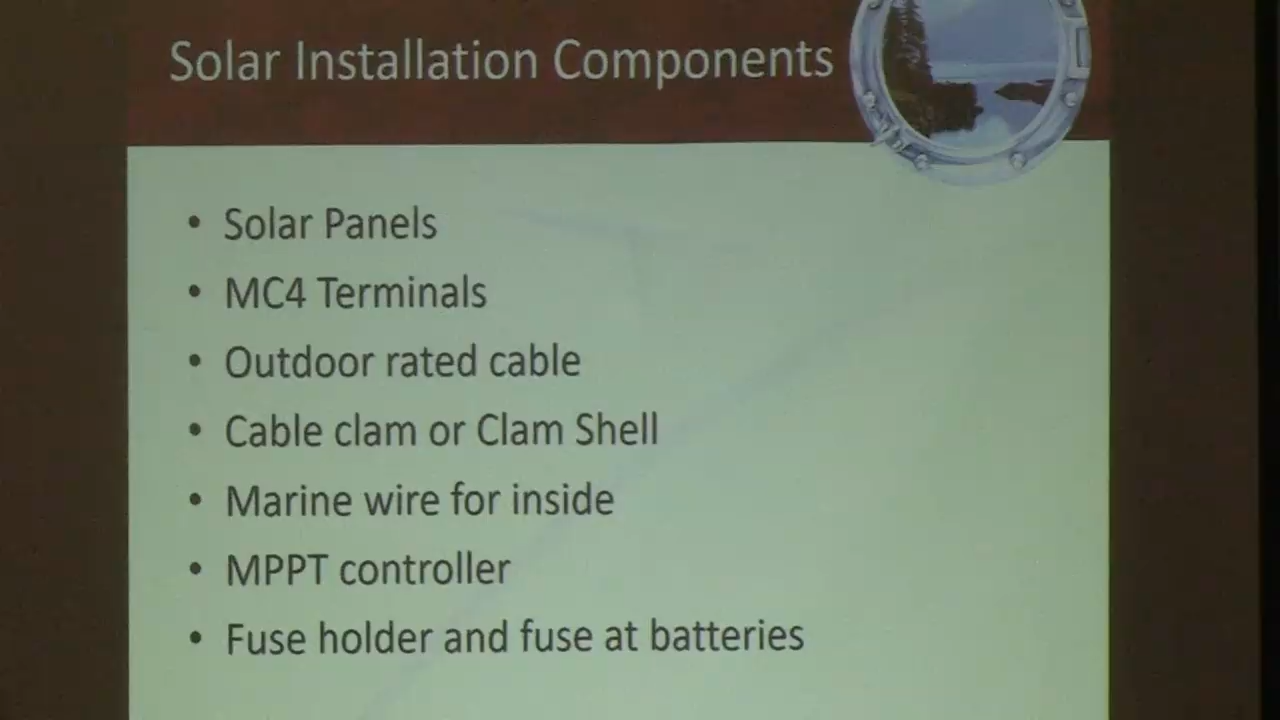 Solar Installation Components
• Solar Panels
• MC4 Terminals
• Outdoor rated cable
• Cable clam or Clam Shell
• Marine wire for inside
• MPPT controller
• Fuse holder and fuse at batteries